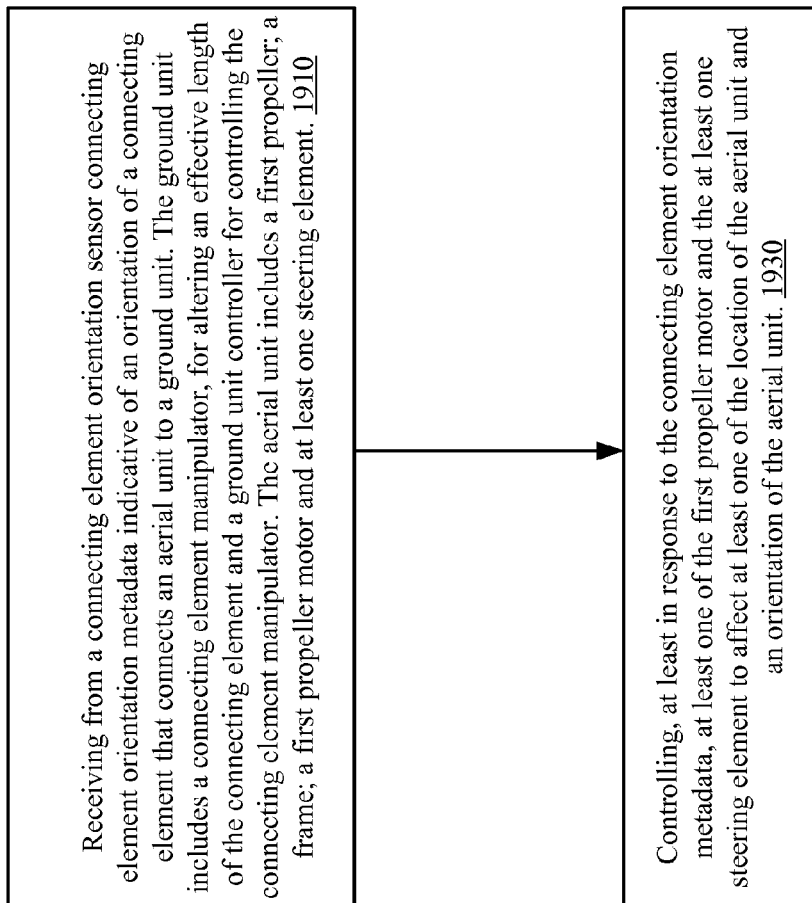 Receiving from a connecting element orientation sensor connecting
element orientation metadata indicative of an orientation of a connecting
element that connects an aerial unit to a ground unit. The ground unit
includes a connecting element manipulator, for altering an effective length
of the connecting element and a ground unit controller for controlling the
connecting element manipulator. The aerial unit includes a first propeller; a
frame; a first propeller motor and at least one steering element. 1910
Controlling, at least in response to the connecting element orientation
metadata, at least one of the first propeller motor and the at least one
steering element to affect at least one of the location of the aerial unit and
an orientation of the aerial unit. 1930